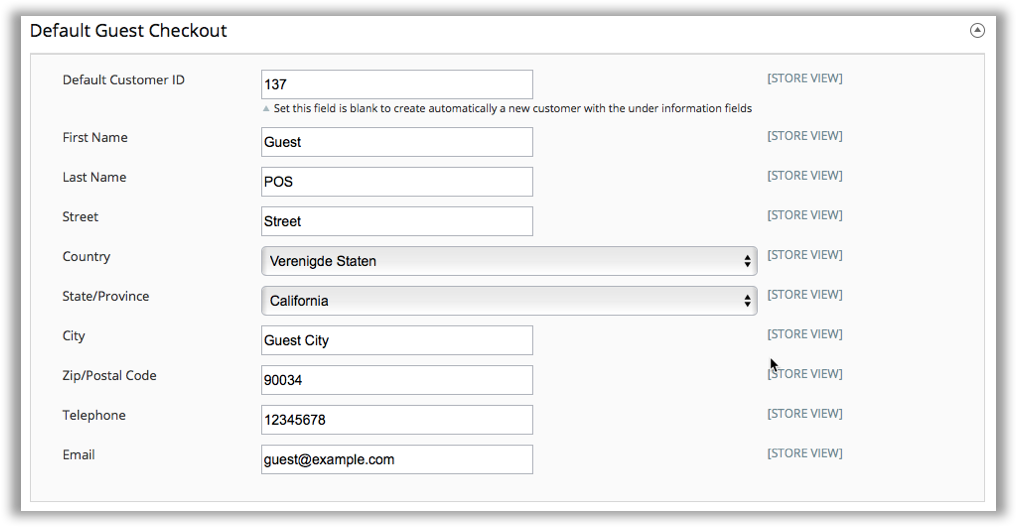 Default Guest Checkout
Default Customer ID 137 [STORE VIEW]
Set this field is blank to create automatically a new customer with the under information fields
First Name Guest [STORE VIEW]
Last Name POS [STORE VIEW]
Street Street [STORE VIEW]
Country Verenigde Staten [STORE VIEW]
State/Province California [STORE VIEW]
City Guest City [STORE VIEW]
Zip/Postal Code 90034 [STORE VIEW]
Telephone 12345678 [STORE VIEW]
Email guest@example.com [STORE VIEW]